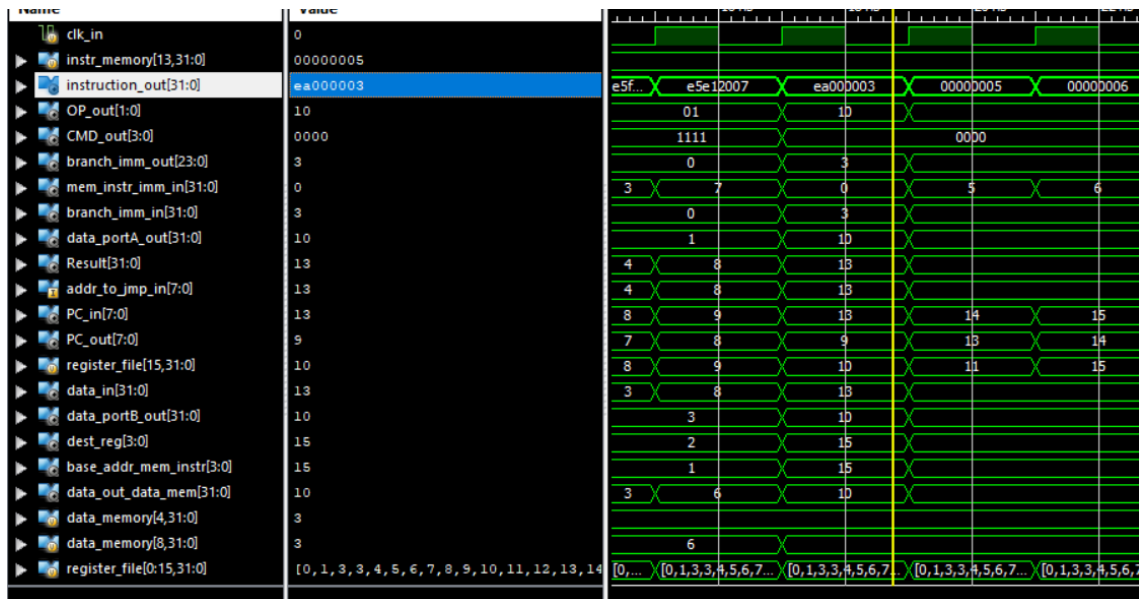 Name Value
clk_in 0
instr_memory[13,31:0] 00000005
instruction_out[31:0] ea000003 e5f... e5e12007 ea000003 00000005 00000006
OP_out[1:0] 10 01 10
CMD_out[3:0] 0000 1111 0000
branch_imm_out[23:0] 3 0 3
mem_instr_imm_in[31:0] 0 3 7 0 5 6
branch_imm_in[31:0] 3 0 3
data_portA_out[31:0] 10 1 10
Result[31:0] 13 4 8 13
addr_to_jmp_in[7:0] 13 4 8 13
PC_in[7:0] 13 8 9 13 14 15
PC_out[7:0] 9 7 8 9 13 14
register_file[15,31:0] 10 8 9 10 11 15
data_in[31:0] 13 3 8 13
data_portB_out[31:0] 10 3 10
dest_reg[3:0] 15 2 15
base_addr_mem_instr[3:0] 15 1 15
data_out_data_mem[31:0] 10 3 6 10
data_memory[4,31:0] 3
data_memory[8,31:0] 3 6
register_file[0:15,31:0] [0,1,3,3,4,5,6,7,8,9,10,11,12,13,14 [0,... [0,1,3,3,4,5,6,7... [0,1,3,3,4,5,6,7... [0,1,3,3,4,5,6,7... [0,1,3,3,4,5,6,7